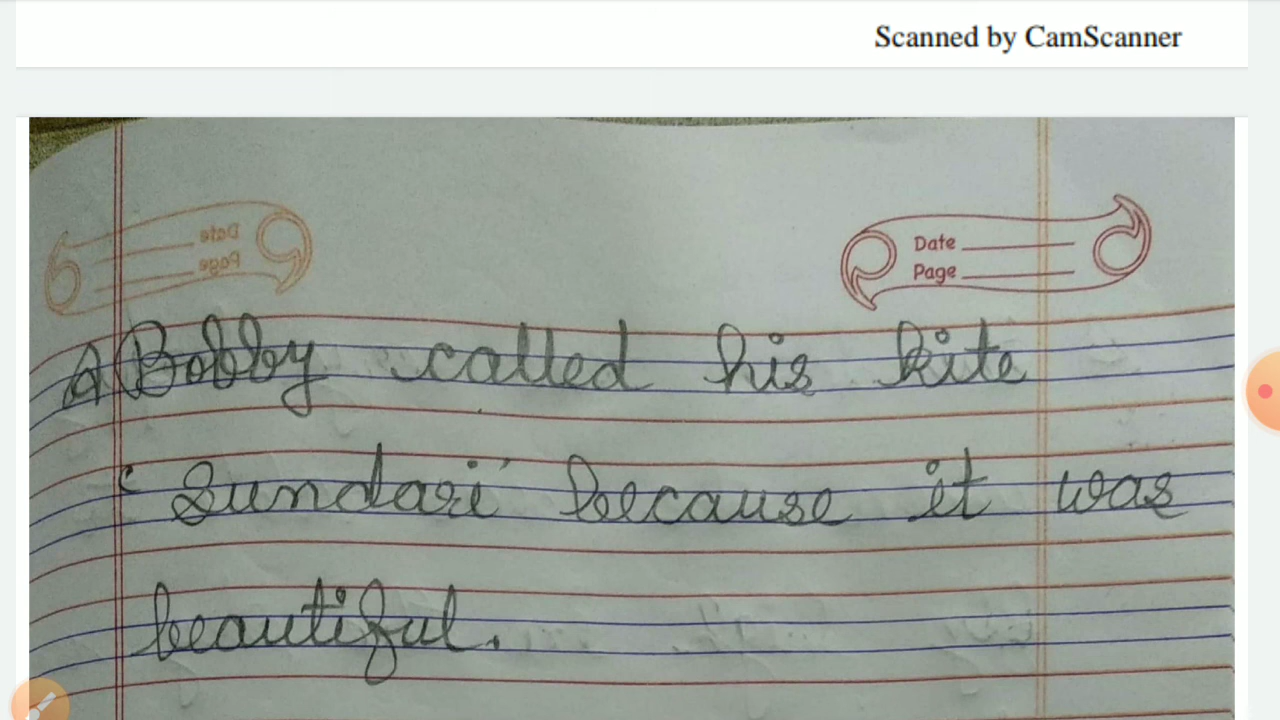 Scanned by CamScanner
Date
Page
A Bobby called his kite
'Sundari' because it was
beautiful.